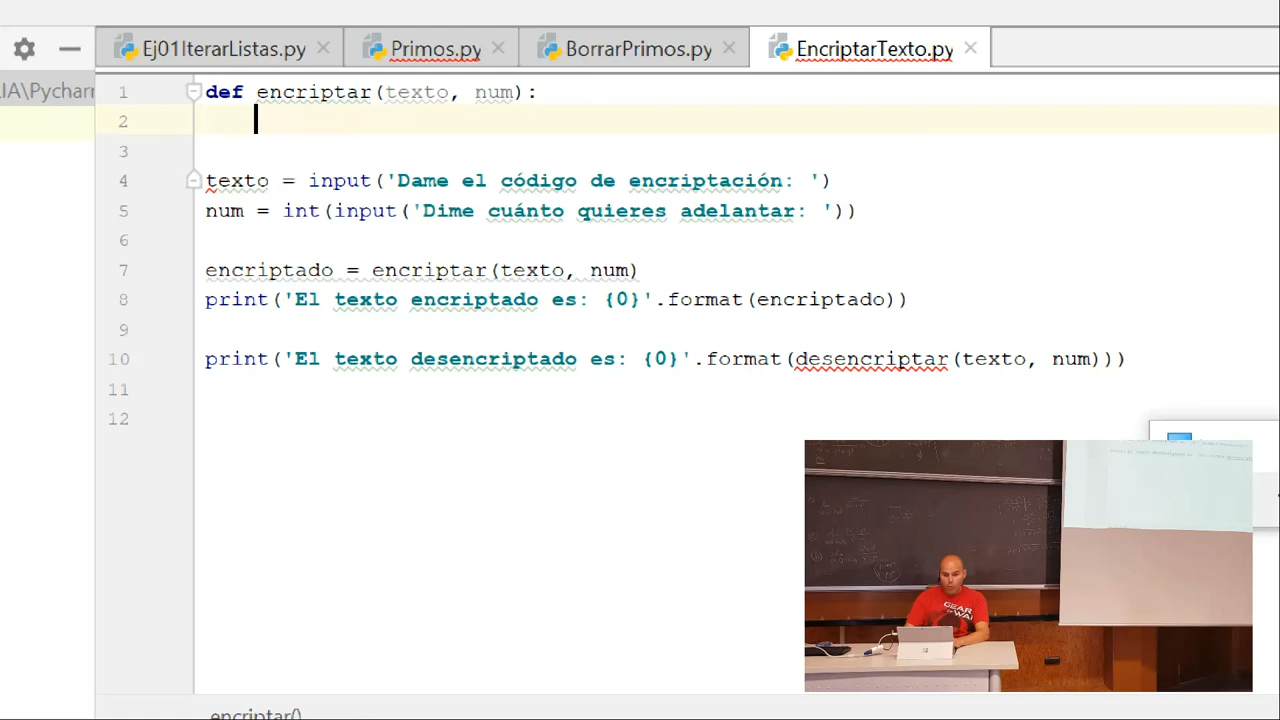 Ej01IterarListas.py
Primos.py
BorrarPrimos.py
EncriptarTexto.py
IA\Pycharm
1 def encriptar(texto, num):
2
3
4 texto = input('Dame el código de encriptación: ')
5 num = int(input('Dime cuánto quieres adelantar: '))
6
7 encriptado = encriptar(texto, num)
8 print('El texto encriptado es: {0}'.format(encriptado))
9
10 print('El texto desencriptado es: {0}'.format(desencriptar(texto, num)))
11
12
GEAR
WAR
encriptar()